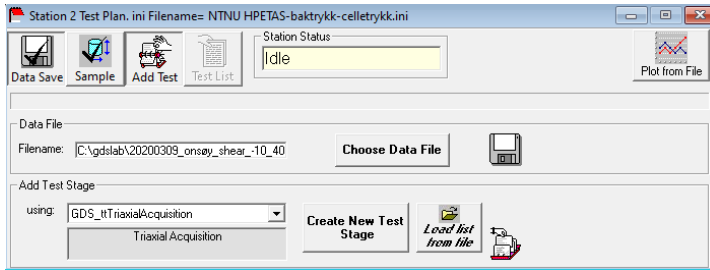 Station 2 Test Plan. ini Filename= NTNU HPETAS-baktrykk-celletrykk.ini
Data Save
Sample
Add Test
Test List
Station Status
Idle
Plot from File
Data File
Filename:
C:\gdslab\20200309_onsøy_shear_-10_40
Choose Data File
Add Test Stage
using:
GDS_ttTriaxialAcquisition
Triaxial Acquisition
Create New Test
Stage
Load list
from file